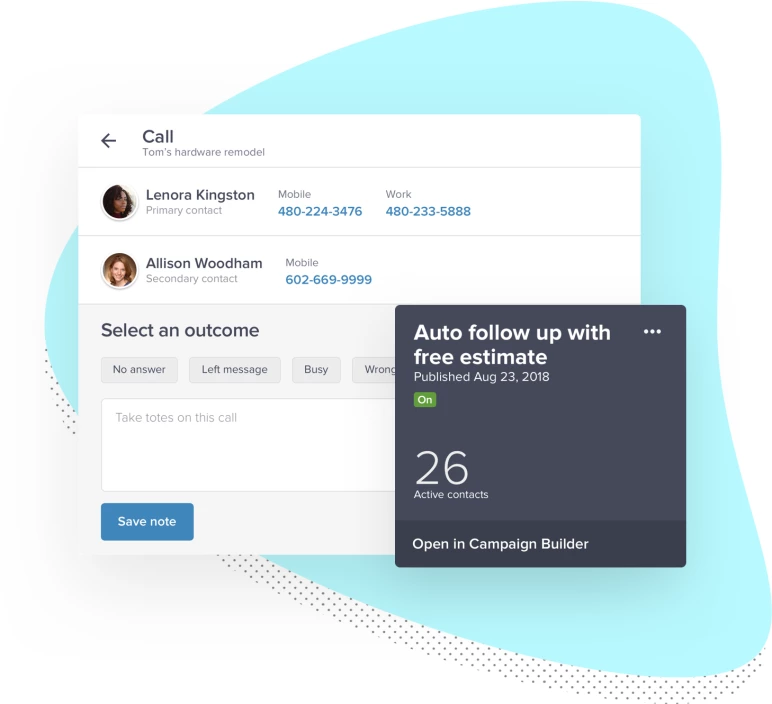 Call
Tom's hardware remodel
Lenora Kingston
Primary contact
Mobile
480-224-3476
Work
480-233-5888
Allison Woodham
Secondary contact
Mobile
602-669-9999
Select an outcome
No answer
Left message
Busy
Wrong
Take totes on this call
Save note
Auto follow up with
free estimate
Published Aug 23, 2018
On
26
Active contacts
Open in Campaign Builder